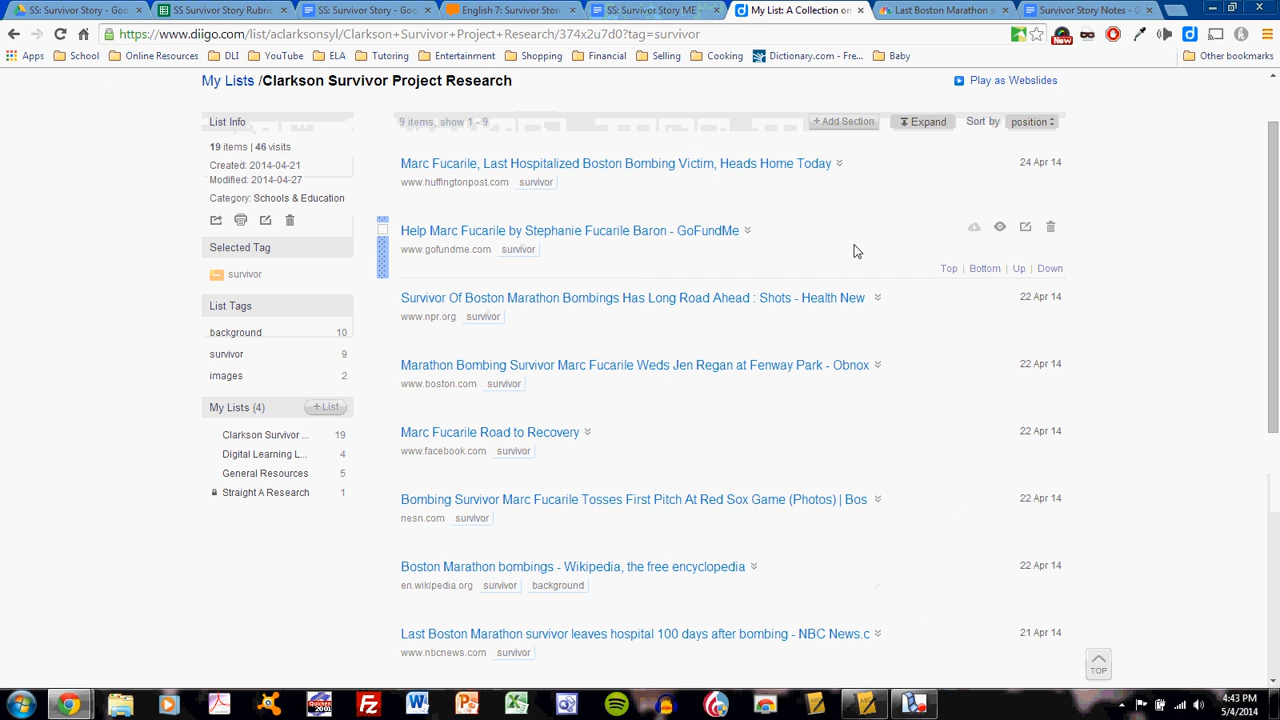 SS: Survivor Story - Goo
SS Survivor Story Rubric
SS: Survivor Story - Goo
English 7: Survivor Stori
SS: Survivor Story ME
My List: A Collection on
Last Boston Marathon s
Survivor Story Notes - G
https://www.diigo.com/list/aclarksonstyl/Clarkson+Survivor+Project+Research/374x2u7d0?tag=survivor
New
Apps School Online Resources DLI YouTube ELA Tutoring Entertainment Shopping Financial Selling Cooking Dictionary.com - Fre... Baby Other bookmarks
My Lists /Clarkson Survivor Project Research
Play as Webslides
List Info
19 items | 46 visits
Created: 2014-04-21
Modified: 2014-04-27
Category: Schools & Education
Selected Tag
survivor
List Tags
background 10
survivor 9
images 2
My Lists (4) + List
Clarkson Survivor ... 19
Digital Learning L... 4
General Resources 5
Straight A Research 1
9 items, show 1 - 9 + Add Section Expand Sort by position
Marc Fucarile, Last Hospitalized Boston Bombing Victim, Heads Home Today 24 Apr 14
www.huffingtonpost.com survivor
Help Marc Fucarile by Stephanie Fucarile Baron - GoFundMe
www.gofundme.com survivor
Top | Bottom | Up | Down
Survivor Of Boston Marathon Bombings Has Long Road Ahead : Shots - Health New 22 Apr 14
www.npr.org survivor
Marathon Bombing Survivor Marc Fucarile Weds Jen Regan at Fenway Park - Obnox 22 Apr 14
www.boston.com survivor
Marc Fucarile Road to Recovery 22 Apr 14
www.facebook.com survivor
Bombing Survivor Marc Fucarile Tosses First Pitch At Red Sox Game (Photos) | Bos 22 Apr 14
nesn.com survivor
Boston Marathon bombings - Wikipedia, the free encyclopedia 22 Apr 14
en.wikipedia.org survivor background
Last Boston Marathon survivor leaves hospital 100 days after bombing - NBC News.c 21 Apr 14
www.nbcnews.com survivor
TOP
4:43 PM
5/4/2014